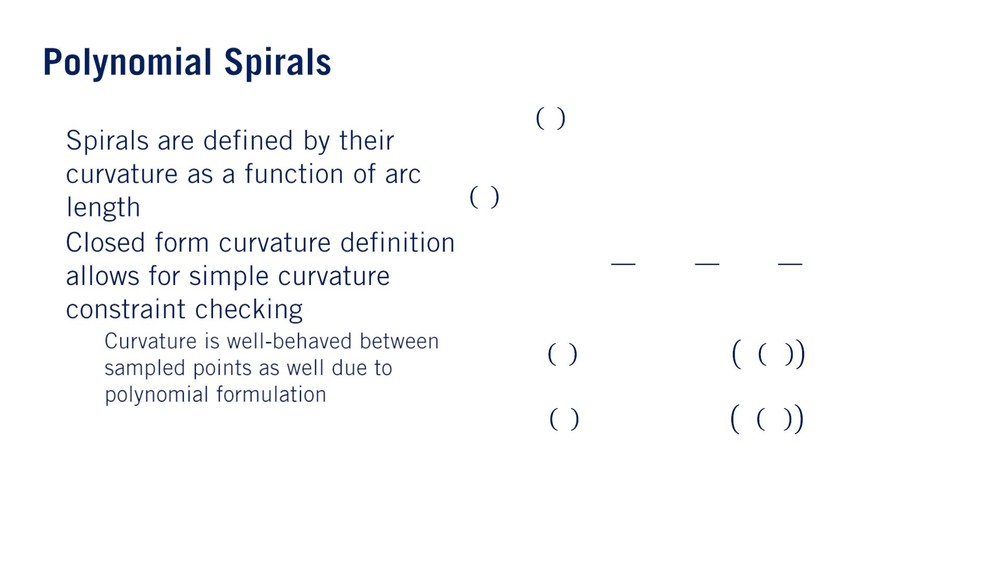 Polynomial Spirals
Spirals are defined by their
curvature as a function of arc
length
Closed form curvature definition
allows for simple curvature
constraint checking
Curvature is well-behaved between
sampled points as well due to
polynomial formulation
( )
( )
— — —
( ) ( ( ))
( ) ( ( ))